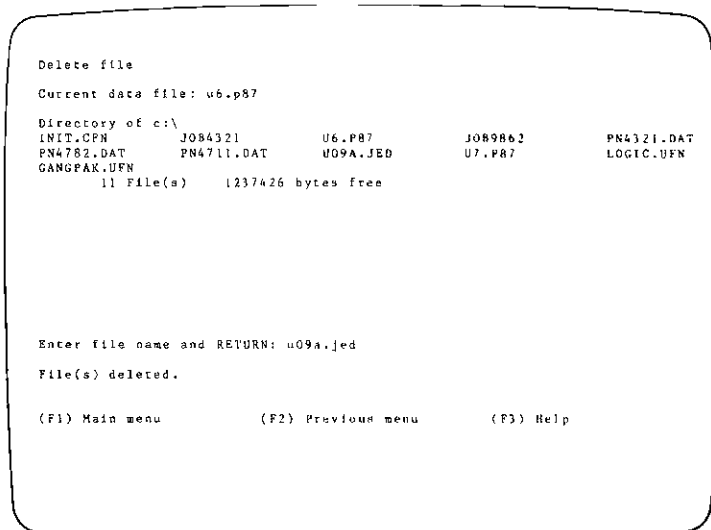 Delete file
Current data file: u6.p87
Directory of c:\
INIT.CPN JOB4321 U6.P87 JOB9862 PN4321.DAT
PN4782.DAT PN4711.DAT U09A.JED U7.P87 LOGIC.UFN
GANGPAK.UFN
11 File(s) 1237426 bytes free
Enter file name and RETURN: u09a.jed
File(s) deleted.
(F1) Main menu (F2) Previous menu (F3) Help